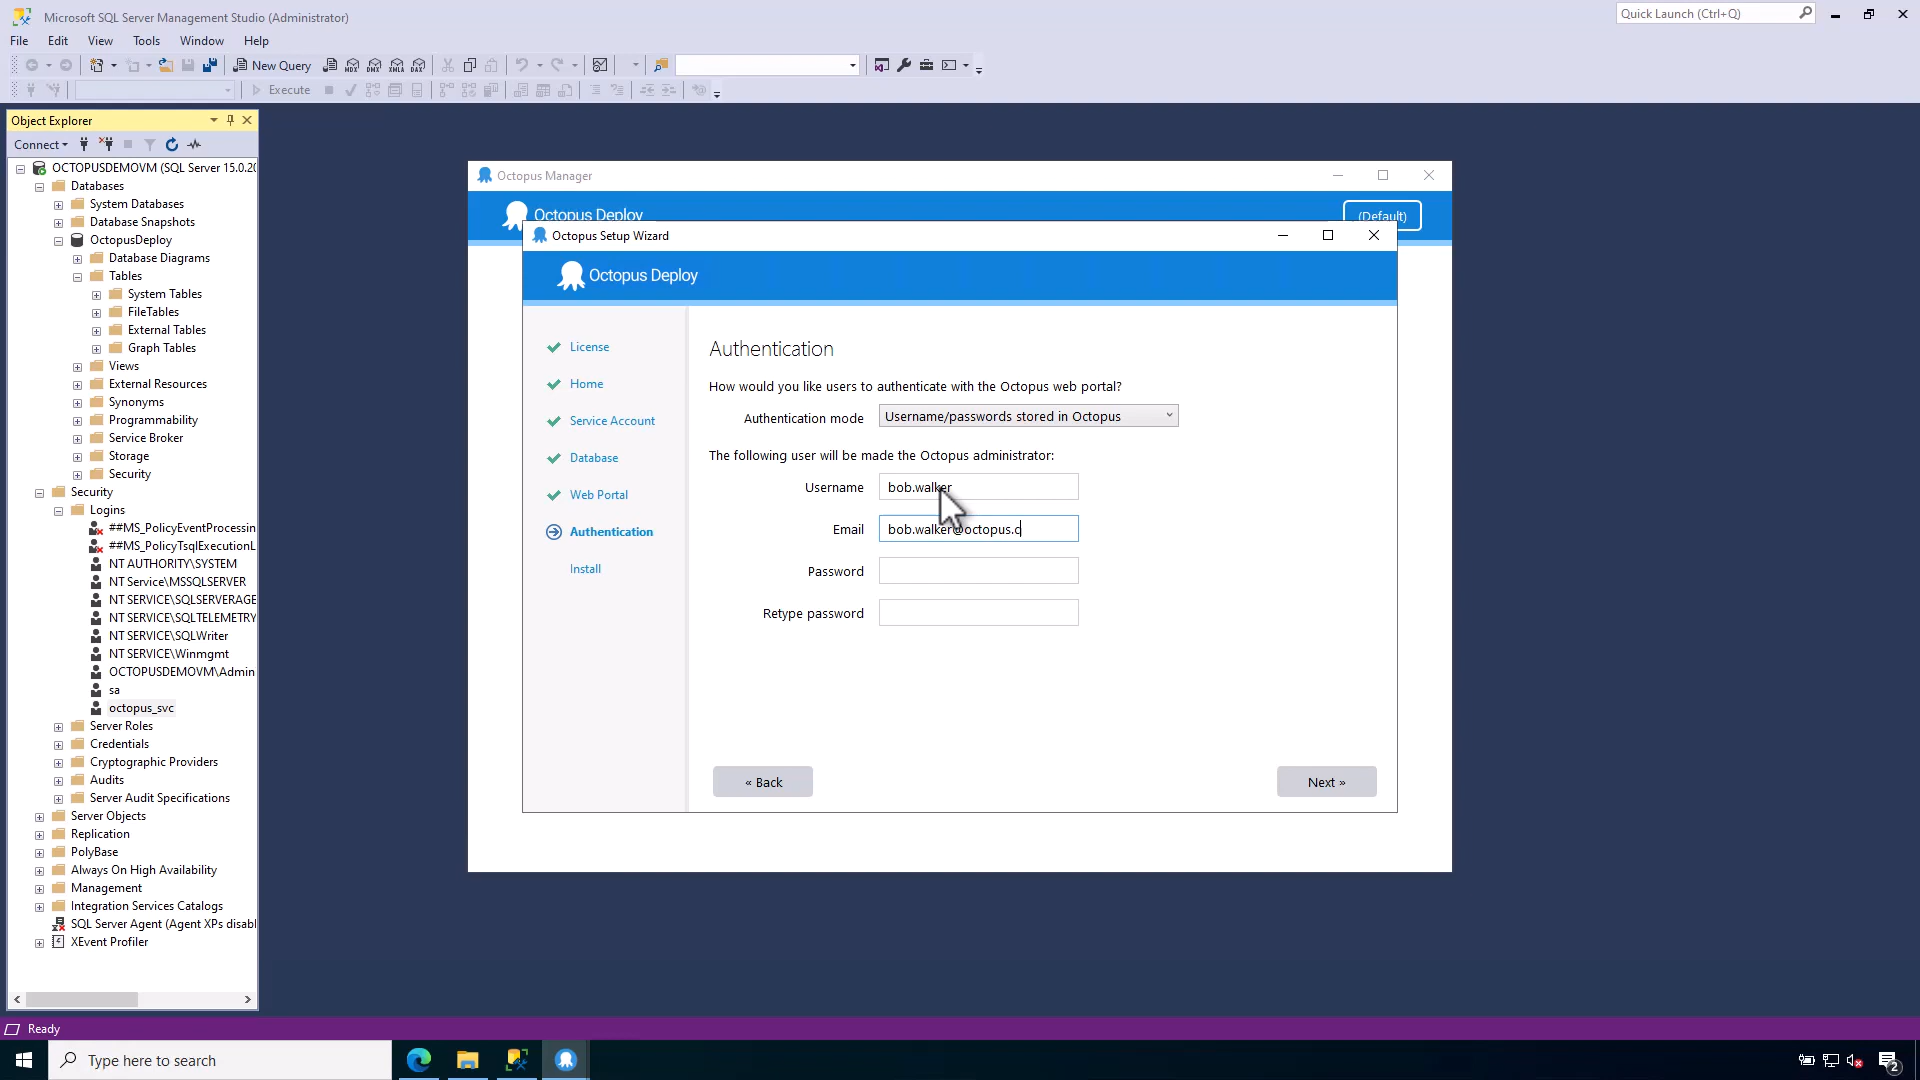 Microsoft SQL Server Management Studio (Administrator)
Quick Launch (Ctrl+Q)
File Edit View Tools Window Help
New Query
MDX DMX XMLA DAX
Execute
Object Explorer
Connect
OCTOPUSDEMOVM (SQL Server 15.0.20
Databases
System Databases
Database Snapshots
OctopusDeploy
Database Diagrams
Tables
System Tables
FileTables
External Tables
Graph Tables
Views
External Resources
Synonyms
Programmability
Service Broker
Storage
Security
Security
Logins
##MS_PolicyEventProcessin
##MS_PolicyTsqlExecutionL
NT AUTHORITY\SYSTEM
NT Service\MSSQLSERVER
NT SERVICE\SQLSERVERAGE
NT SERVICE\SQLTELEMETRY
NT SERVICE\SQLWriter
NT SERVICE\Winmgmt
OCTOPUSDEMOVM\Admin
sa
octopus_svc
Server Roles
Credentials
Cryptographic Providers
Audits
Server Audit Specifications
Server Objects
Replication
PolyBase
Always On High Availability
Management
Integration Services Catalogs
SQL Server Agent (Agent XPs disabl
XEvent Profiler
Octopus Manager
Octopus Deploy
(Default)
Octopus Setup Wizard
Octopus Deploy
License
Home
Service Account
Database
Web Portal
Authentication
Install
Authentication
How would you like users to authenticate with the Octopus web portal?
Authentication mode Username/passwords stored in Octopus
The following user will be made the Octopus administrator:
Username bob.walker
Email bob.walker@octopus.c
Password
Retype password
« Back
Next »
Ready
Type here to search
2